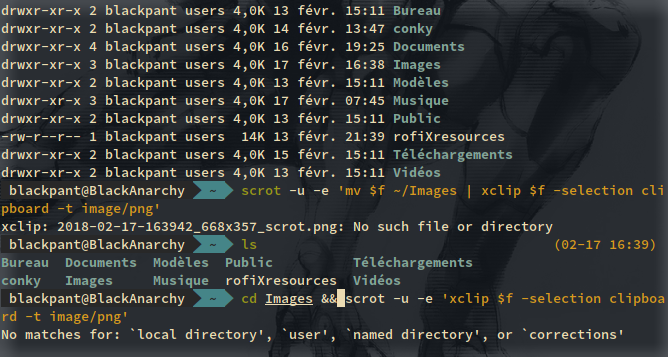 drwxr-xr-x 2 blackpant users 4,0K 13 févr. 15:11 Bureau
drwxr-xr-x 2 blackpant users 4,0K 14 févr. 13:47 conky
drwxr-xr-x 4 blackpant users 4,0K 16 févr. 19:25 Documents
drwxr-xr-x 3 blackpant users 4,0K 17 févr. 16:38 Images
drwxr-xr-x 2 blackpant users 4,0K 13 févr. 15:11 Modèles
drwxr-xr-x 3 blackpant users 4,0K 17 févr. 07:45 Musique
drwxr-xr-x 2 blackpant users 4,0K 13 févr. 15:11 Public
-rw-r--r-- 1 blackpant users  14K 13 févr. 21:39 rofiXresources
drwxr-xr-x 2 blackpant users 4,0K 15 févr. 15:11 Téléchargements
drwxr-xr-x 2 blackpant users 4,0K 13 févr. 15:11 Vidéos
blackpant@BlackAnarchy ~ scrot -u -e 'mv $f ~/Images | xclip $f -selection cli
pboard -t image/png'
xclip: 2018-02-17-163942_668x357_scrot.png: No such file or directory
blackpant@BlackAnarchy ~ ls (02-17 16:39)
Bureau Documents Modèles Public Téléchargements
conky Images Musique rofiXresources Vidéos
blackpant@BlackAnarchy ~ cd Images && scrot -u -e 'xclip $f -selection clipboa
rd -t image/png'
No matches for: `local directory', `user', `named directory', or `corrections'